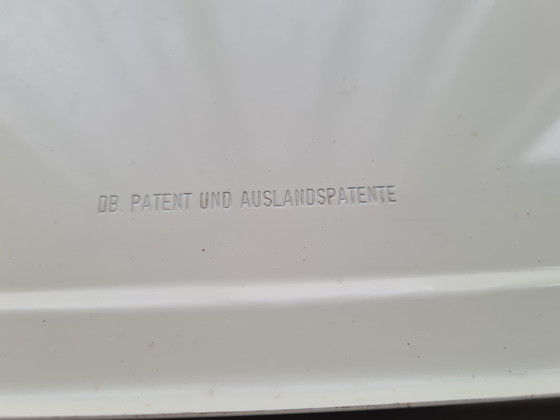 DB. PATENT UND AUSLANDSPATENTE